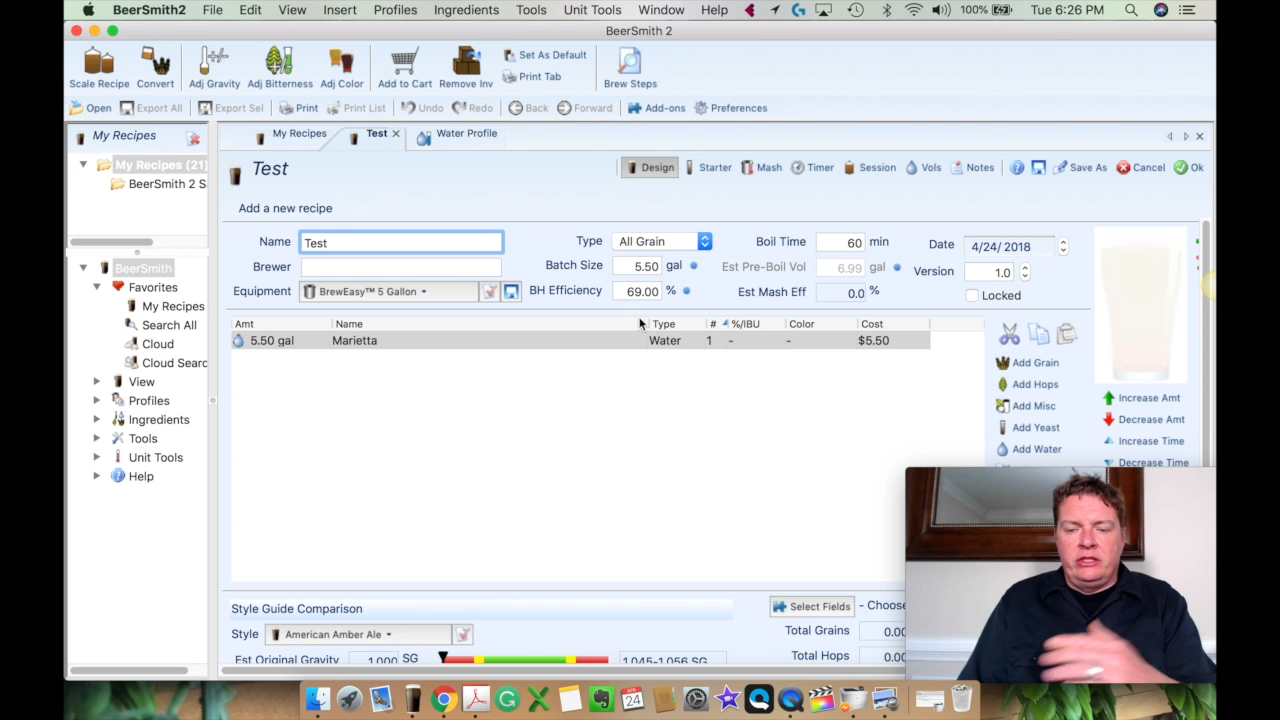 BeerSmith2 File Edit View Insert Profiles Ingredients Tools Unit Tools Window Help 100% Tue 6:26 PM
BeerSmith 2
Scale Recipe Convert Adj Gravity Adj Bitterness Adj Color Add to Cart Remove Inv Set As Default Print Tab Brew Steps
Open Export All Export Sel Print Print List Undo Redo Back Forward Add-ons Preferences
My Recipes
My Recipes (21)
BeerSmith 2 S
BeerSmith
Favorites
My Recipes
Search All
Cloud
Cloud Searc
View
Profiles
Ingredients
Tools
Unit Tools
Help
My Recipes Test Water Profile
Test Design Starter Mash Timer Session Vols Notes Save As Cancel Ok
Add a new recipe
Name Test Type All Grain Boil Time 60 min Date 4/24/ 2018
Brewer Batch Size 5.50 gal Est Pre-Boil Vol 6.99 gal Version 1.0
Equipment BrewEasy™ 5 Gallon BH Efficiency 69.00 % Est Mash Eff 0.0 % Locked
Amt Name Type # %/IBU Color Cost
5.50 gal Marietta Water 1 - - $5.50
Add Grain
Add Hops
Add Misc
Add Yeast
Add Water
Increase Amt
Decrease Amt
Increase Time
Decrease Time
Style Guide Comparison Select Fields - Choose
Style American Amber Ale Total Grains 0.00
Est Original Gravity 1.000 SG 1.045-1.056 SG Total Hops 0.00
APR
24